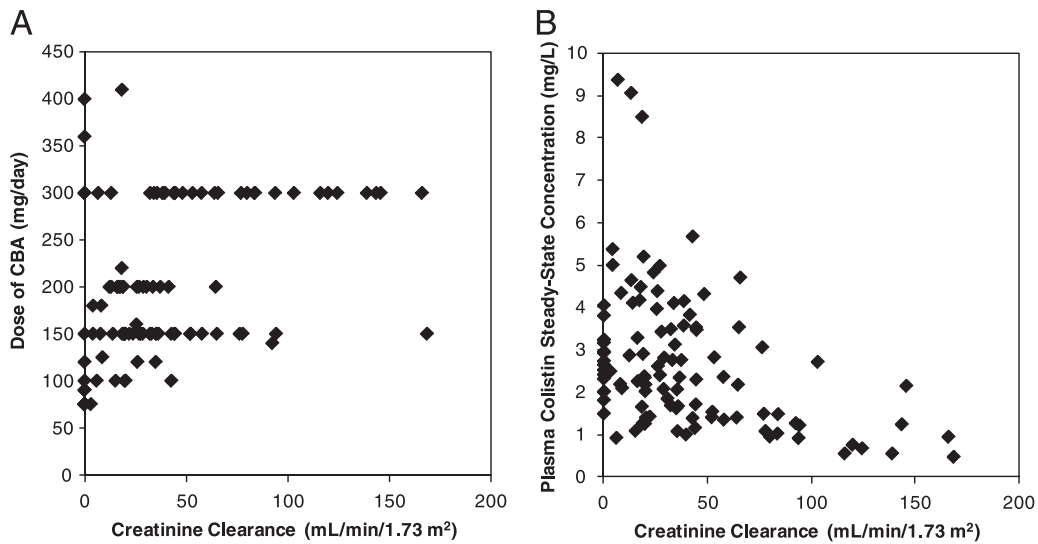 A
450
400
350
300
250
200
150
100
50
0
0 50 100 150 200
Dose of CBA (mg/day)
Creatinine Clearance (mL/min/1.73 m²)
B
10
9
8
7
6
5
4
3
2
1
0
0 50 100 150 200
Plasma Colistin Steady-State Concentration (mg/L)
Creatinine Clearance (mL/min/1.73 m²)